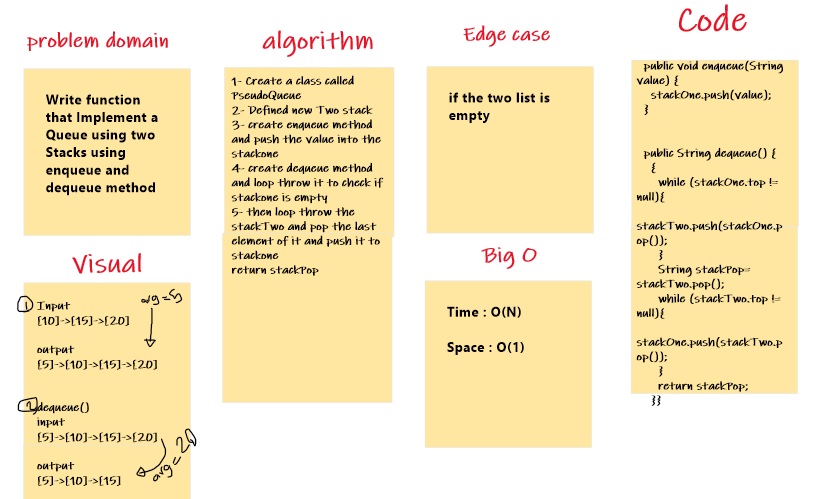 problem domain
Write function
that Implement a
Queue using two
Stacks using
enqueue and
dequeue method
algorithm
1- Create a class called
PseudoQueue
2- Defined new Two stack
3- create enqueue method
and push the value into the
stackone
4- create dequeue method
and loop throw it to check if
stackone is empty
5- then loop throw the
stackTwo and pop the last
element of it and push it to
stackone
return stackPop
Edge case
if the two list is
empty
Code
public void enqueue(String
value) {
stackOne.push(value);
}
public String dequeue() {
{
while (stackOne.top !=
null){
stackTwo.push(stackOne.p
op());
}
String stackPop=
stackTwo.pop();
while (stackTwo.top !=
null){
stackOne.push(stackTwo.p
op());
}
return stackPop;
}}
Visual
1 Input
arg=5
[10]->[15]->[20]
output
[5]->[10]->[15]->[20]
2 dequeue()
input
[5]->[10]->[15]->[20]
arg=20
output
[5]->[10]->[15]
Big O
Time : O(N)
Space : O(1)